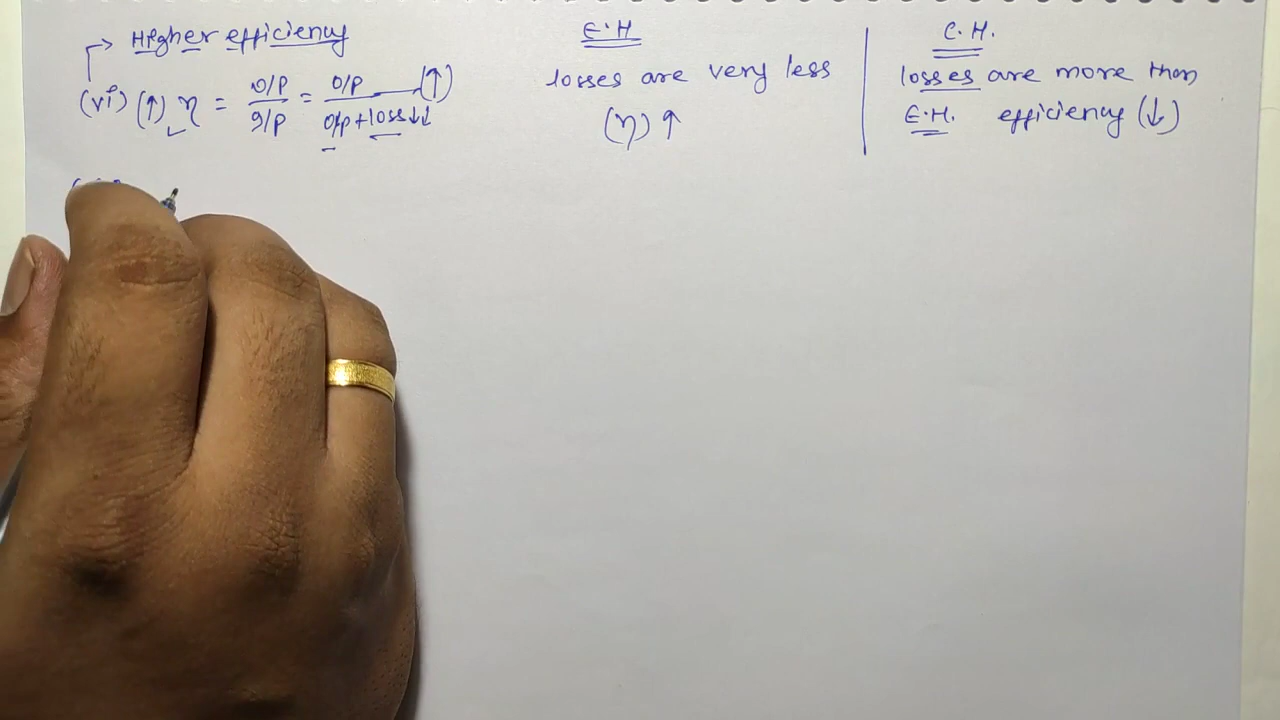 Higher efficiency
(vi) (↑) η = O/P / I/P = O/P / O/p + loss↓↓ (↑)
E.H
losses are very less
(η) ↑
C.H.
losses are more than
E.H. efficiency (↓)